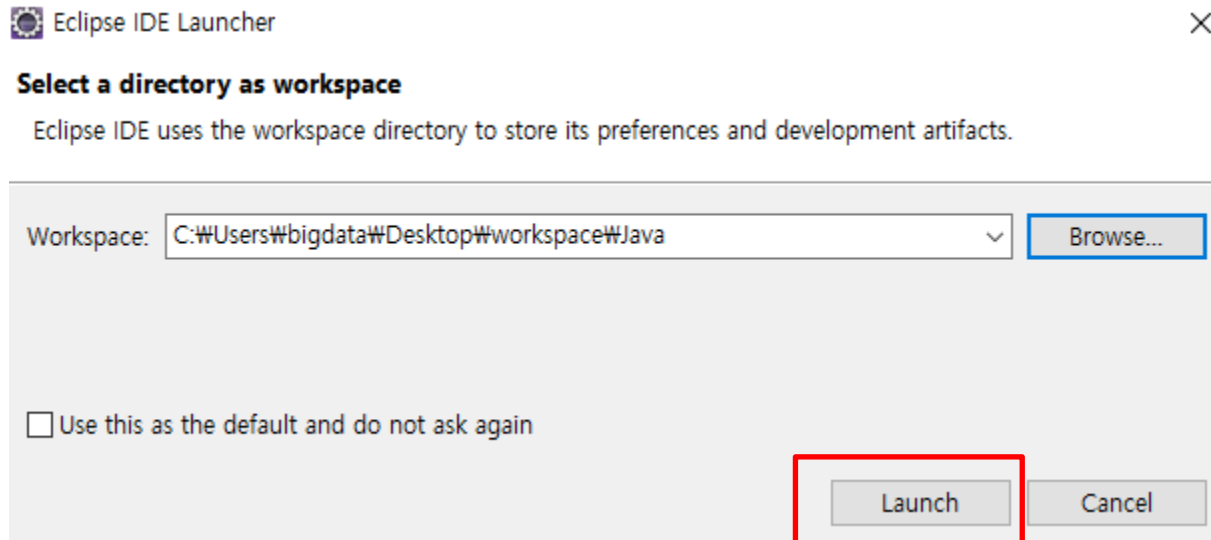 Eclipse IDE Launcher
Select a directory as workspace
Eclipse IDE uses the workspace directory to store its preferences and development artifacts.
Workspace: C:₩Users₩bigdata₩Desktop₩workspace₩Java Browse...
Use this as the default and do not ask again
Launch Cancel